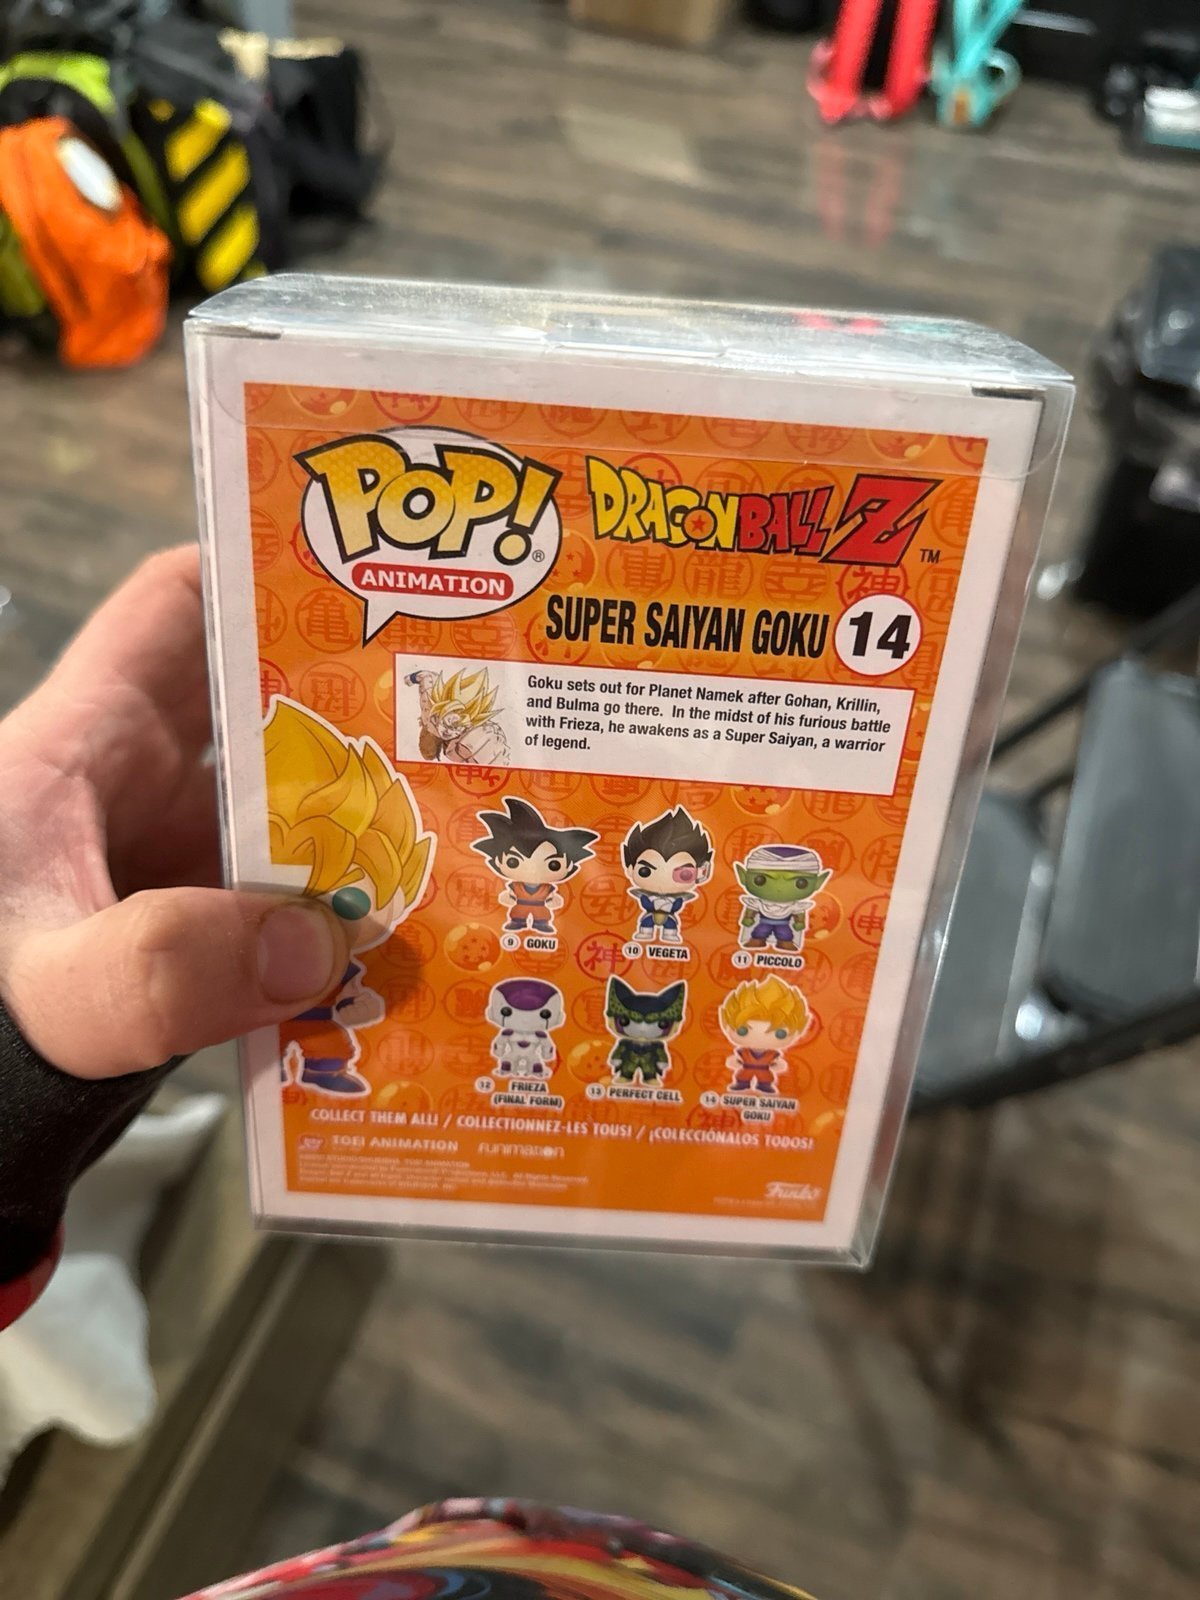 POP! ®
ANIMATION
DRAGON BALL Z ™
SUPER SAIYAN GOKU 14
Goku sets out for Planet Namek after Gohan, Krillin,
and Bulma go there. In the midst of his furious battle
with Frieza, he awakens as a Super Saiyan, a warrior
of legend.
9 GOKU
10 VEGETA
11 PICCOLO
12 FRIEZA
(FINAL FORM)
13 PERFECT CELL
14 SUPER SAIYAN
GOKU
COLLECT THEM ALL! / COLLECTIONNEZ-LES TOUS! / ¡COLECCIÓNALOS TODOS!
TOEI ANIMATION FUNIMATION
Funko